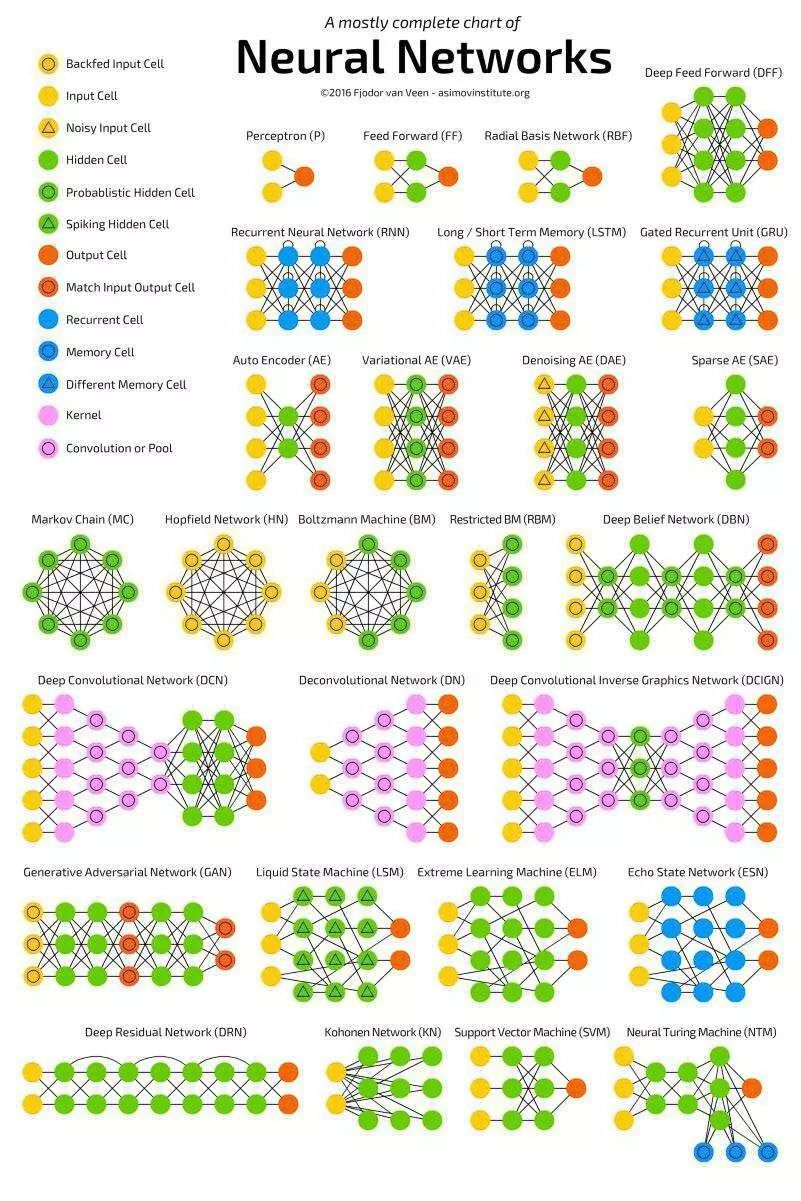 A mostly complete chart of
Neural Networks
©2016 Fjodor van Veen - asimovinstitute.org
Backfed Input Cell
Input Cell
Noisy Input Cell
Hidden Cell
Probablistic Hidden Cell
Spiking Hidden Cell
Output Cell
Match Input Output Cell
Recurrent Cell
Memory Cell
Different Memory Cell
Kernel
Convolution or Pool
Perceptron (P)
Feed Forward (FF)
Radial Basis Network (RBF)
Deep Feed Forward (DFF)
Recurrent Neural Network (RNN)
Long / Short Term Memory (LSTM)
Gated Recurrent Unit (GRU)
Auto Encoder (AE)
Variational AE (VAE)
Denoising AE (DAE)
Sparse AE (SAE)
Markov Chain (MC)
Hopfield Network (HN)
Boltzmann Machine (BM)
Restricted BM (RBM)
Deep Belief Network (DBN)
Deep Convolutional Network (DCN)
Deconvolutional Network (DN)
Deep Convolutional Inverse Graphics Network (DCIGN)
Generative Adversarial Network (GAN)
Liquid State Machine (LSM)
Extreme Learning Machine (ELM)
Echo State Network (ESN)
Deep Residual Network (DRN)
Kohonen Network (KN)
Support Vector Machine (SVM)
Neural Turing Machine (NTM)